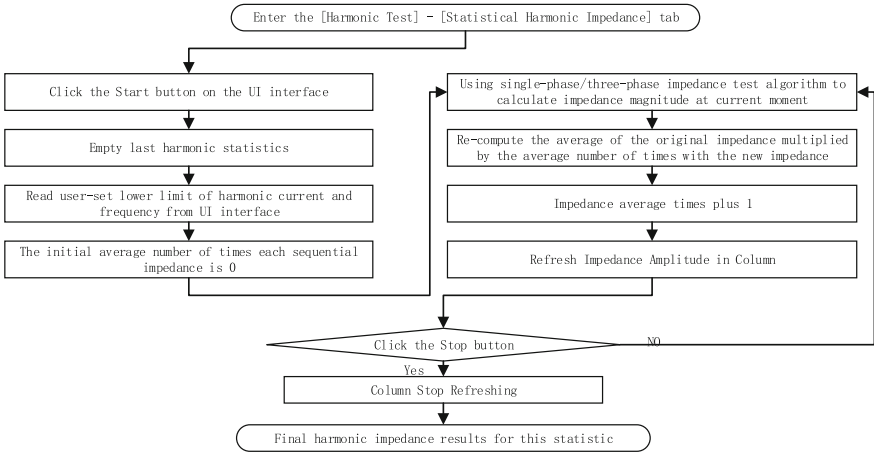 Enter the [Harmonic Test] - [Statistical Harmonic Impedance] tab
Click the Start button on the UI interface
Empty last harmonic statistics
Read user-set lower limit of harmonic current and
frequency from UI interface
The initial average number of times each sequential
impedance is 0
Using single-phase/three-phase impedance test algorithm to
calculate impedance magnitude at current moment
Re-compute the average of the original impedance multiplied
by the average number of times with the new impedance
Impedance average times plus 1
Refresh Impedance Amplitude in Column
Click the Stop button
NO
Yes
Column Stop Refreshing
Final harmonic impedance results for this statistic